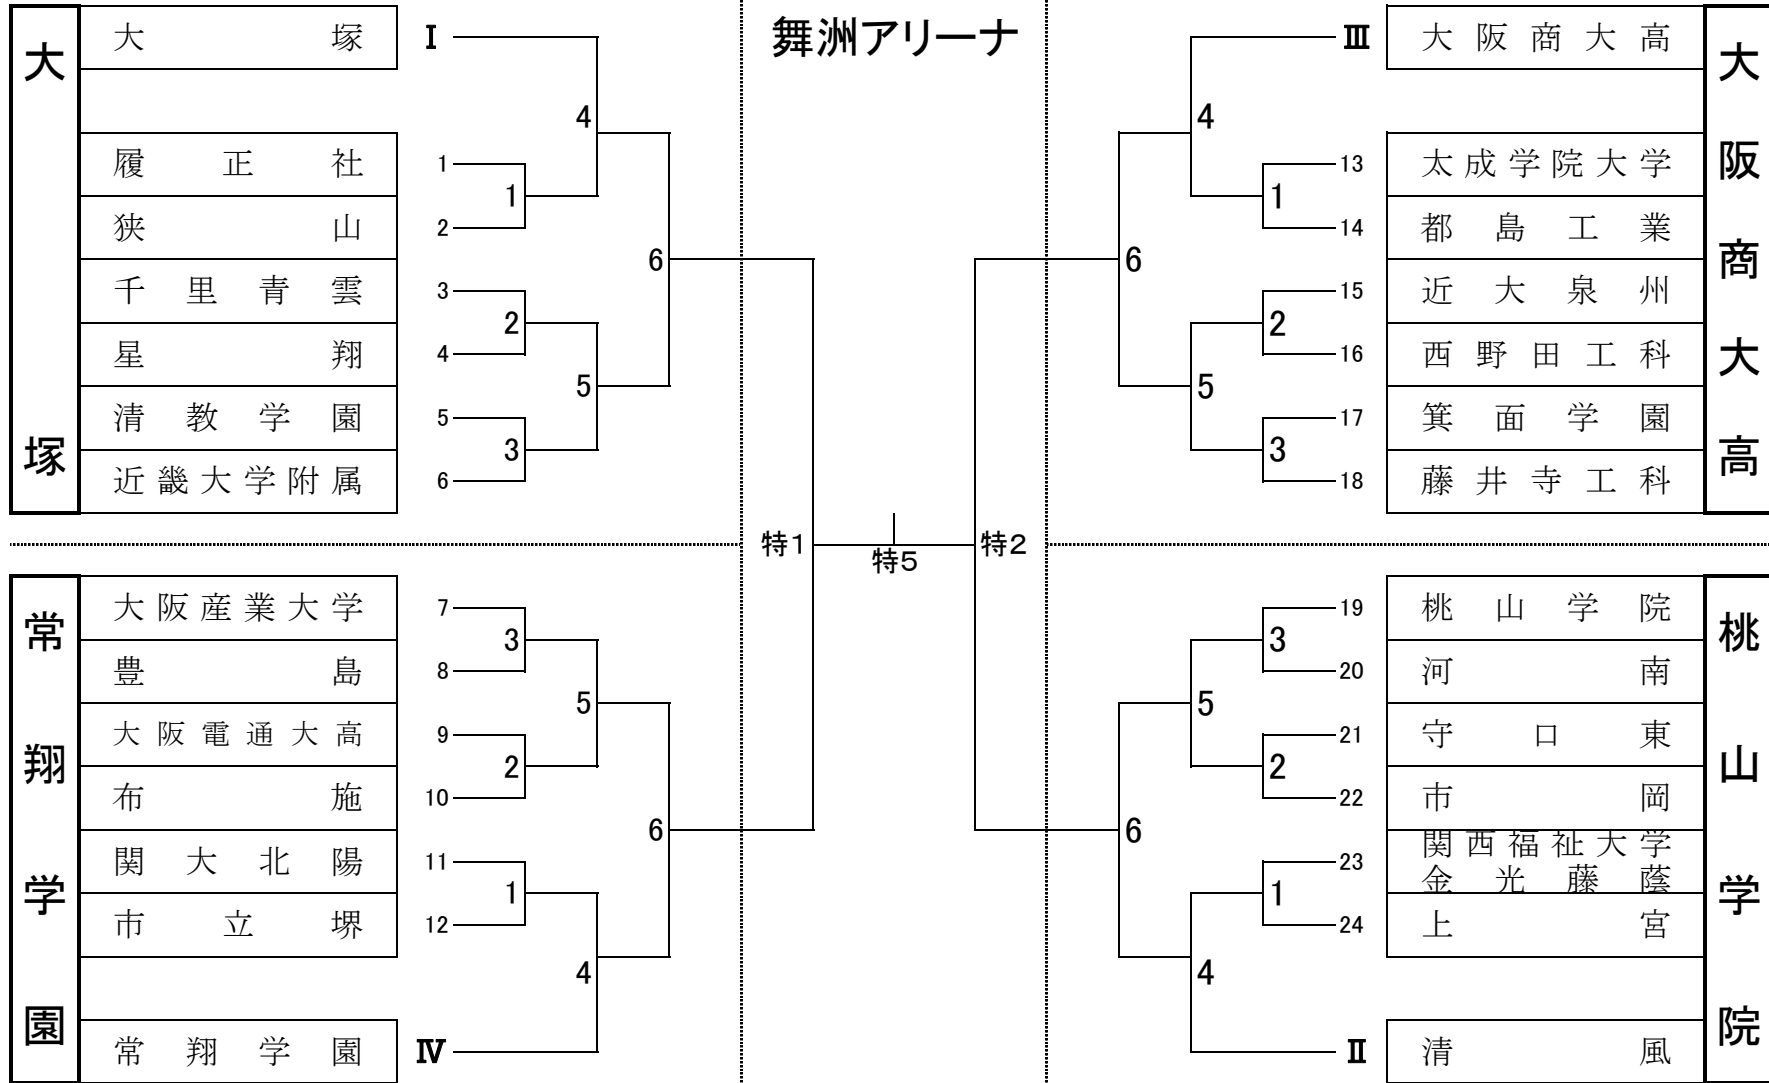 舞洲アリーナ
大塚
大塚 Ⅰ
履正社 1
狭山 2
千里青雲 3
星翔 4
清教学園 5
近畿大学附属 6
4
1
6
2
5
3
大阪商大高
Ⅲ 大阪商大高
13 太成学院大学
14 都島工業
15 近大泉州
16 西野田工科
17 箕面学園
18 藤井寺工科
4
1
6
2
5
3
特1
特5
特2
常翔学園
大阪産業大学 7
豊島 8
大阪電通大高 9
布施 10
関大北陽 11
市立堺 12
常翔学園 Ⅳ
3
5
2
6
1
4
桃山学院
19 桃山学院
20 河南
21 守口東
22 市岡
23 関西福祉大学
金光藤蔭
24 上宮
Ⅱ 清風
3
5
2
6
1
4